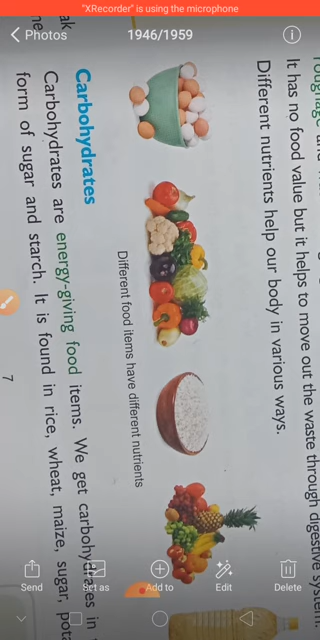 "XRecorder" is using the microphone
Photos
1946/1959
It has no food value but it helps to move out the waste through digestive system.
Different nutrients help our body in various ways.
Different food items have different nutrients
Carbohydrates
Carbohydrates are energy-giving food items. We get carbohydrates in
form of sugar and starch. It is found in rice, wheat, maize, sugar,
7
Send
Set as
Add to
Edit
Delete